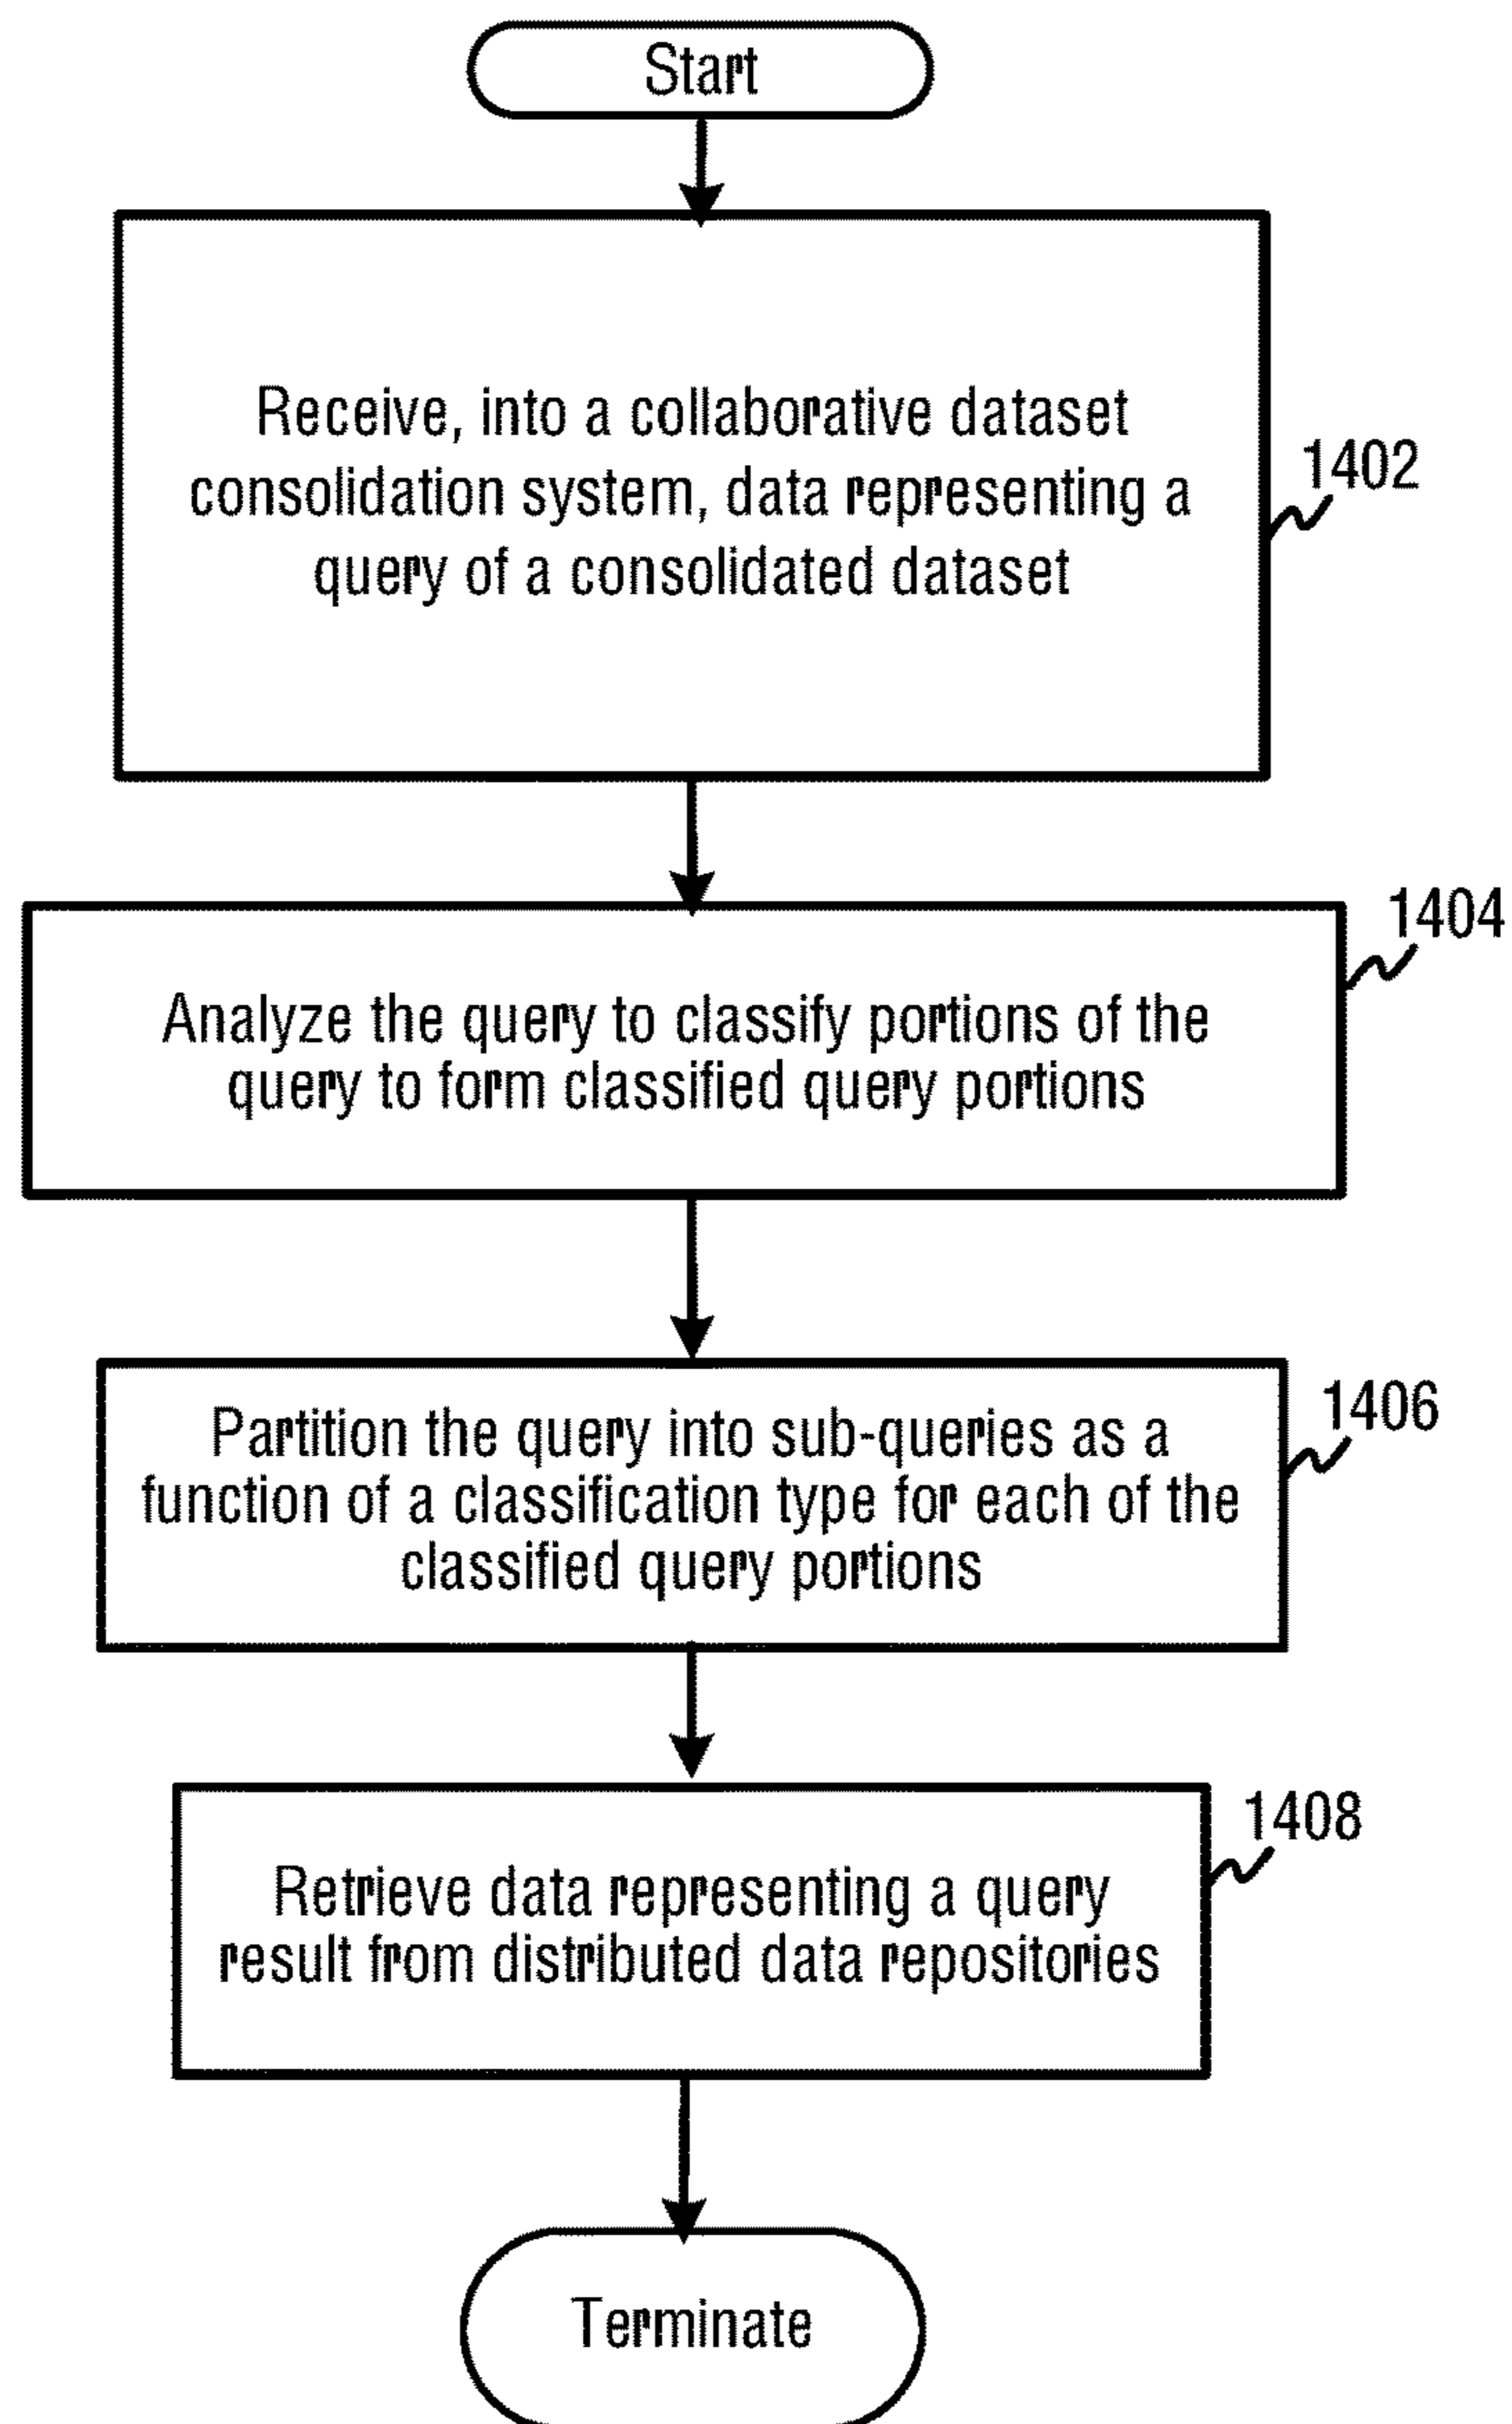 Start
Receive, into a collaborative dataset
consolidation system, data representing a
query of a consolidated dataset
1402
Analyze the query to classify portions of the
query to form classified query portions
1404
Partition the query into sub-queries as a
function of a classification type for each of the
classified query portions
1406
Retrieve data representing a query
result from distributed data repositories
1408
Terminate